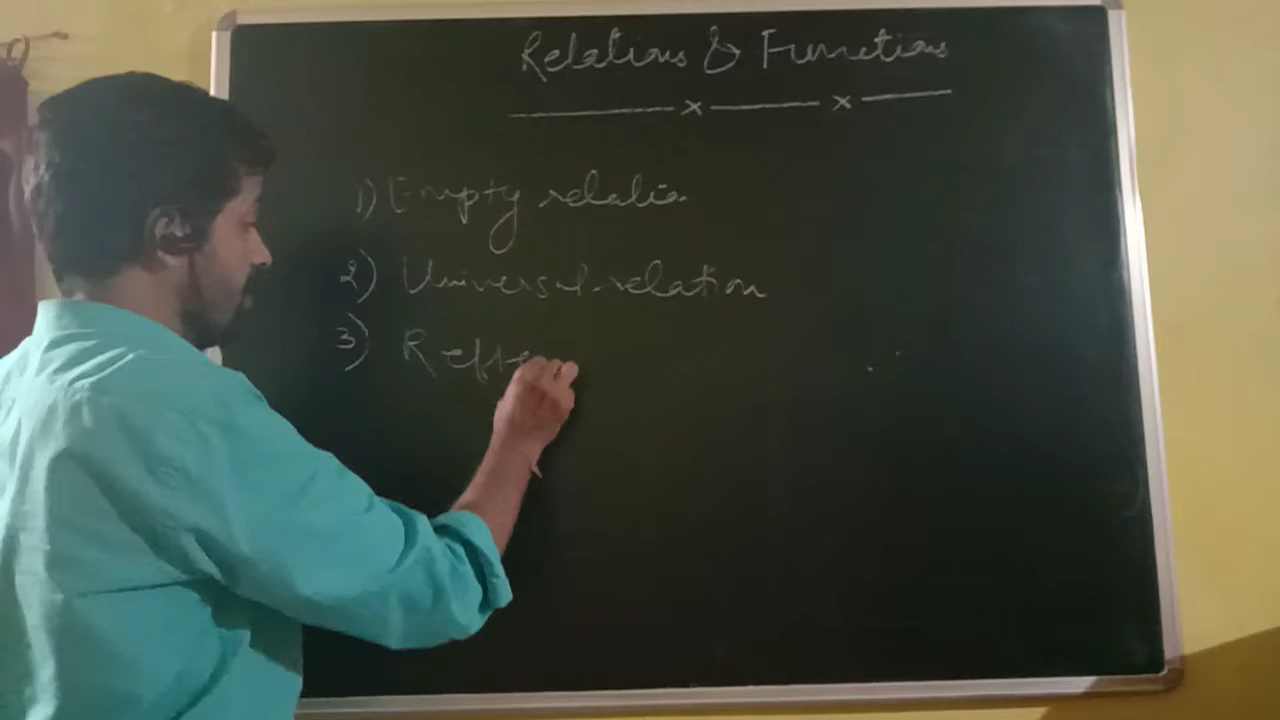 Relations & Functions
1) Empty relation
2) Universal relation
3) Refle